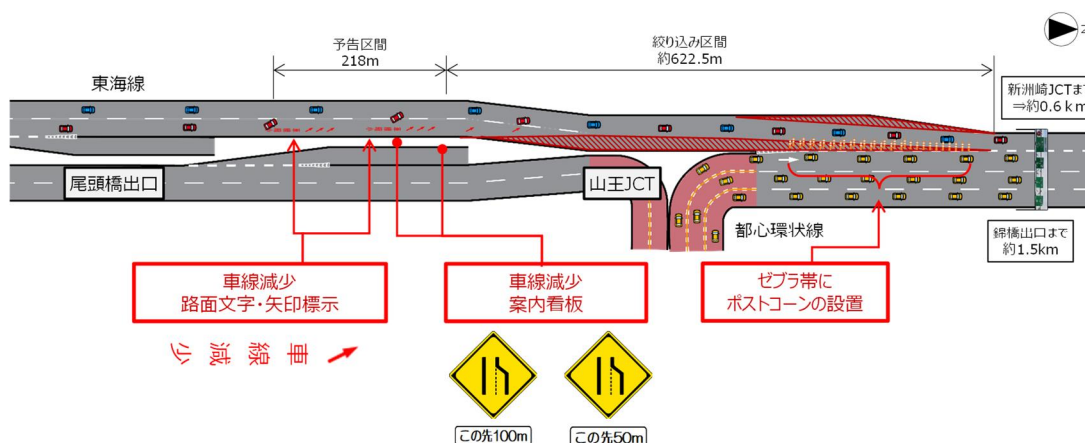 予告区間
218m
絞り込み区間
約622.5m
東海線
新洲崎JCTまで
⇒約0.6ｋｍ
尾頭橋出口
山王JCT
都心環状線
錦橋出口まで
約1.5km
車線減少
路面文字・矢印標示
車線減少
案内看板
ゼブラ帯に
ポストコーンの設置
車線減少
この先100m
この先50m